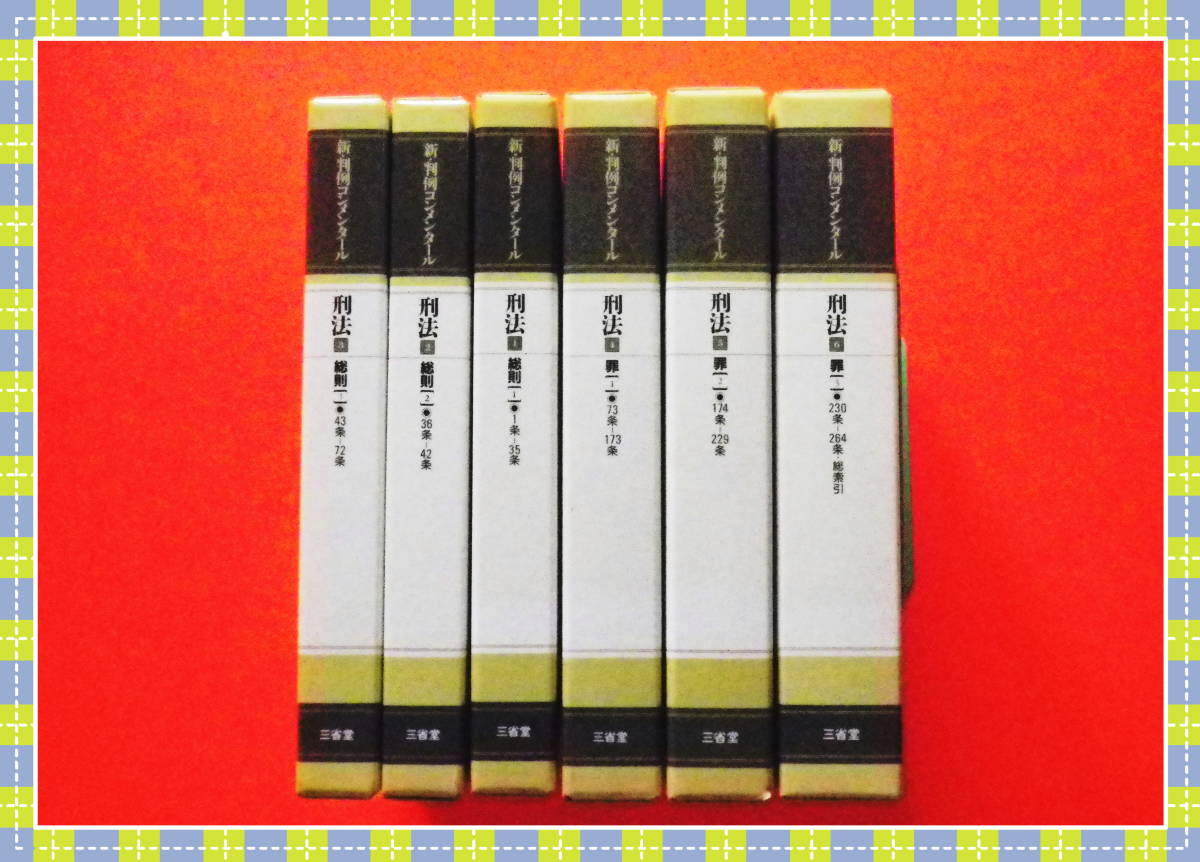 新・判例コンメンタール
刑法
3
総則
● 43条-72条
三省堂
新・判例コンメンタール
刑法
2
総則〔2〕
● 36条-42条
三省堂
新・判例コンメンタール
刑法
1
総則〔1〕
● 1条-35条
三省堂
新・判例コンメンタール
刑法
4
罪〔1〕
● 73条-173条
三省堂
新・判例コンメンタール
刑法
5
罪〔2〕
● 174条-229条
三省堂
新・判例コンメンタール
刑法
6
罪〔3〕
● 230条-264条・総索引
三省堂